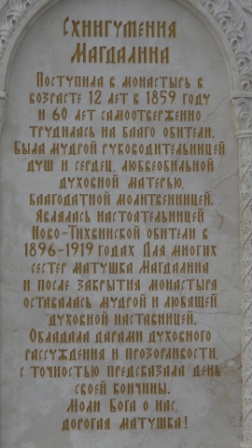 Схиигумения
Магдалина
Поступила в монастырь в
возрасте 12 лет в 1859 году
и 60 лет самоотверженно
трудилась на благо обители.
Была мудрой руководительницей
душ и сердец, любвеобильной
духовной матерью,
благодатной молитвенницей.
Являлась настоятельницей
Ново-Тихвинской обители в
1896-1919 годах. Для многих
сестер матушка Магдалина
и после закрытия монастыря
оставалась мудрой и любящей
духовной наставницей.
Обладала дарами духовного
рассуждения и прозорливости,
с точностью предсказала день
своей кончины.
Моли Бога о нас,
дорогая матушка!